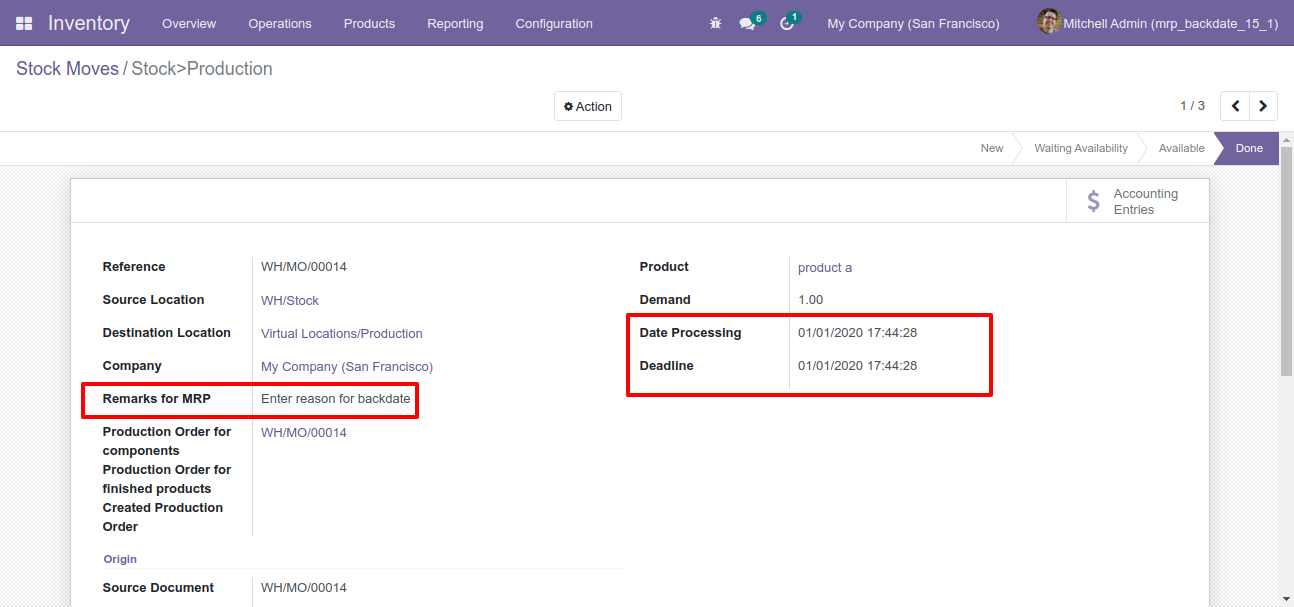 Inventory Overview Operations Products Reporting Configuration 6 1 My Company (San Francisco) Mitchell Admin (mrp_backdate_15_1)
Stock Moves / Stock>Production
Action 1 / 3
New Waiting Availability Available Done
$ Accounting
Entries
Reference WH/MO/00014
Source Location WH/Stock
Destination Location Virtual Locations/Production
Company My Company (San Francisco)
Remarks for MRP Enter reason for backdate
Production Order for WH/MO/00014
components
Production Order for
finished products
Created Production
Order
Product product a
Demand 1.00
Date Processing 01/01/2020 17:44:28
Deadline 01/01/2020 17:44:28
Origin
Source Document WH/MO/00014